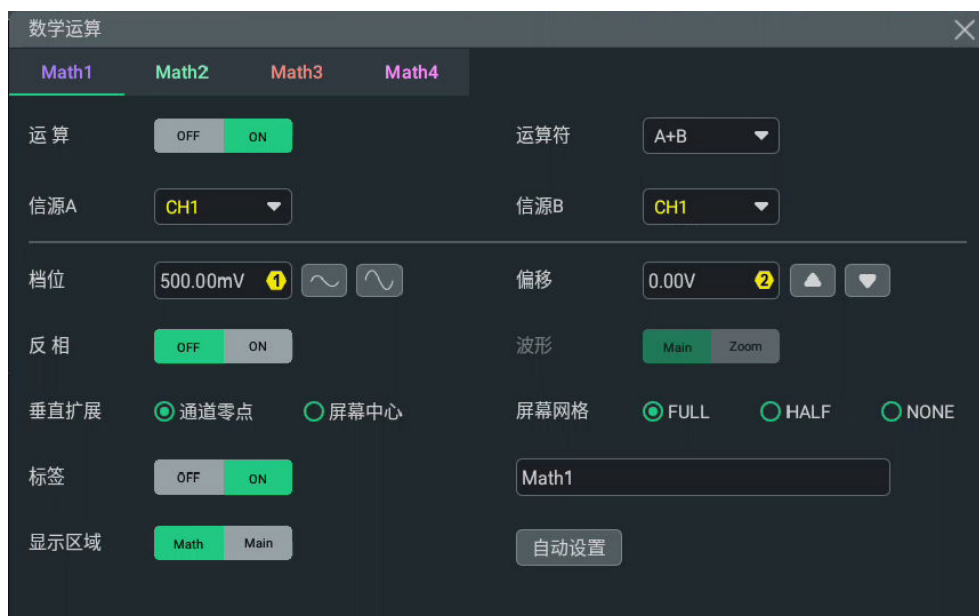 数学运算
Math1 Math2 Math3 Math4
运算 OFF ON 运算符 A+B
信源A CH1 信源B CH1
档位 500.00mV 1 偏移 0.00V 2
反相 OFF ON 波形 Main Zoom
垂直扩展 通道零点 屏幕中心 屏幕网格 FULL HALF NONE
标签 OFF ON Math1
显示区域 Math Main 自动设置